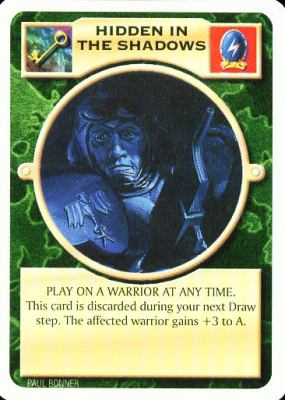 HIDDEN IN
THE SHADOWS
PLAY ON A WARRIOR AT ANY TIME.
This card is discarded during your next Draw
step. The affected warrior gains +3 to A.
PAUL BONNER